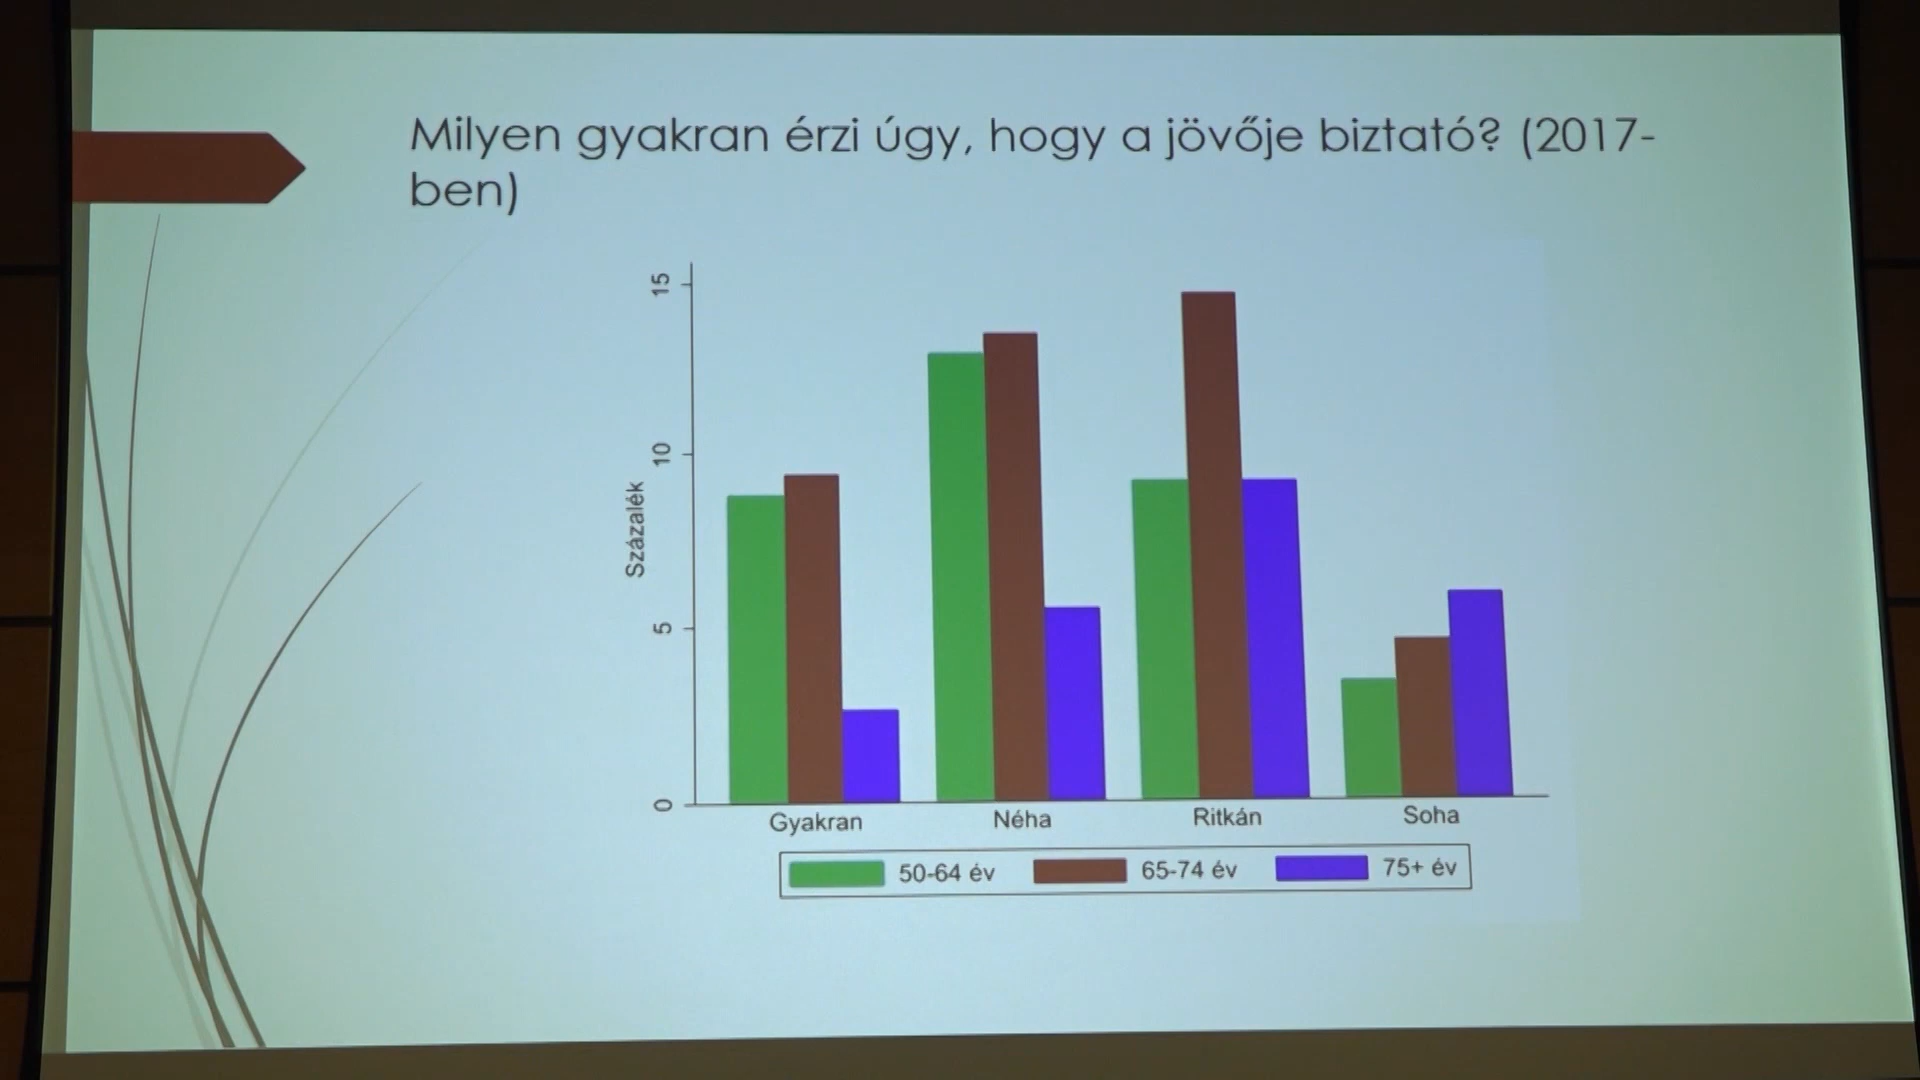 Milyen gyakran érzi úgy, hogy a jövője biztató? (2017-
ben)
15
10
5
0
Százalék
Gyakran Néha Ritkán Soha
50-64 év 65-74 év 75+ év